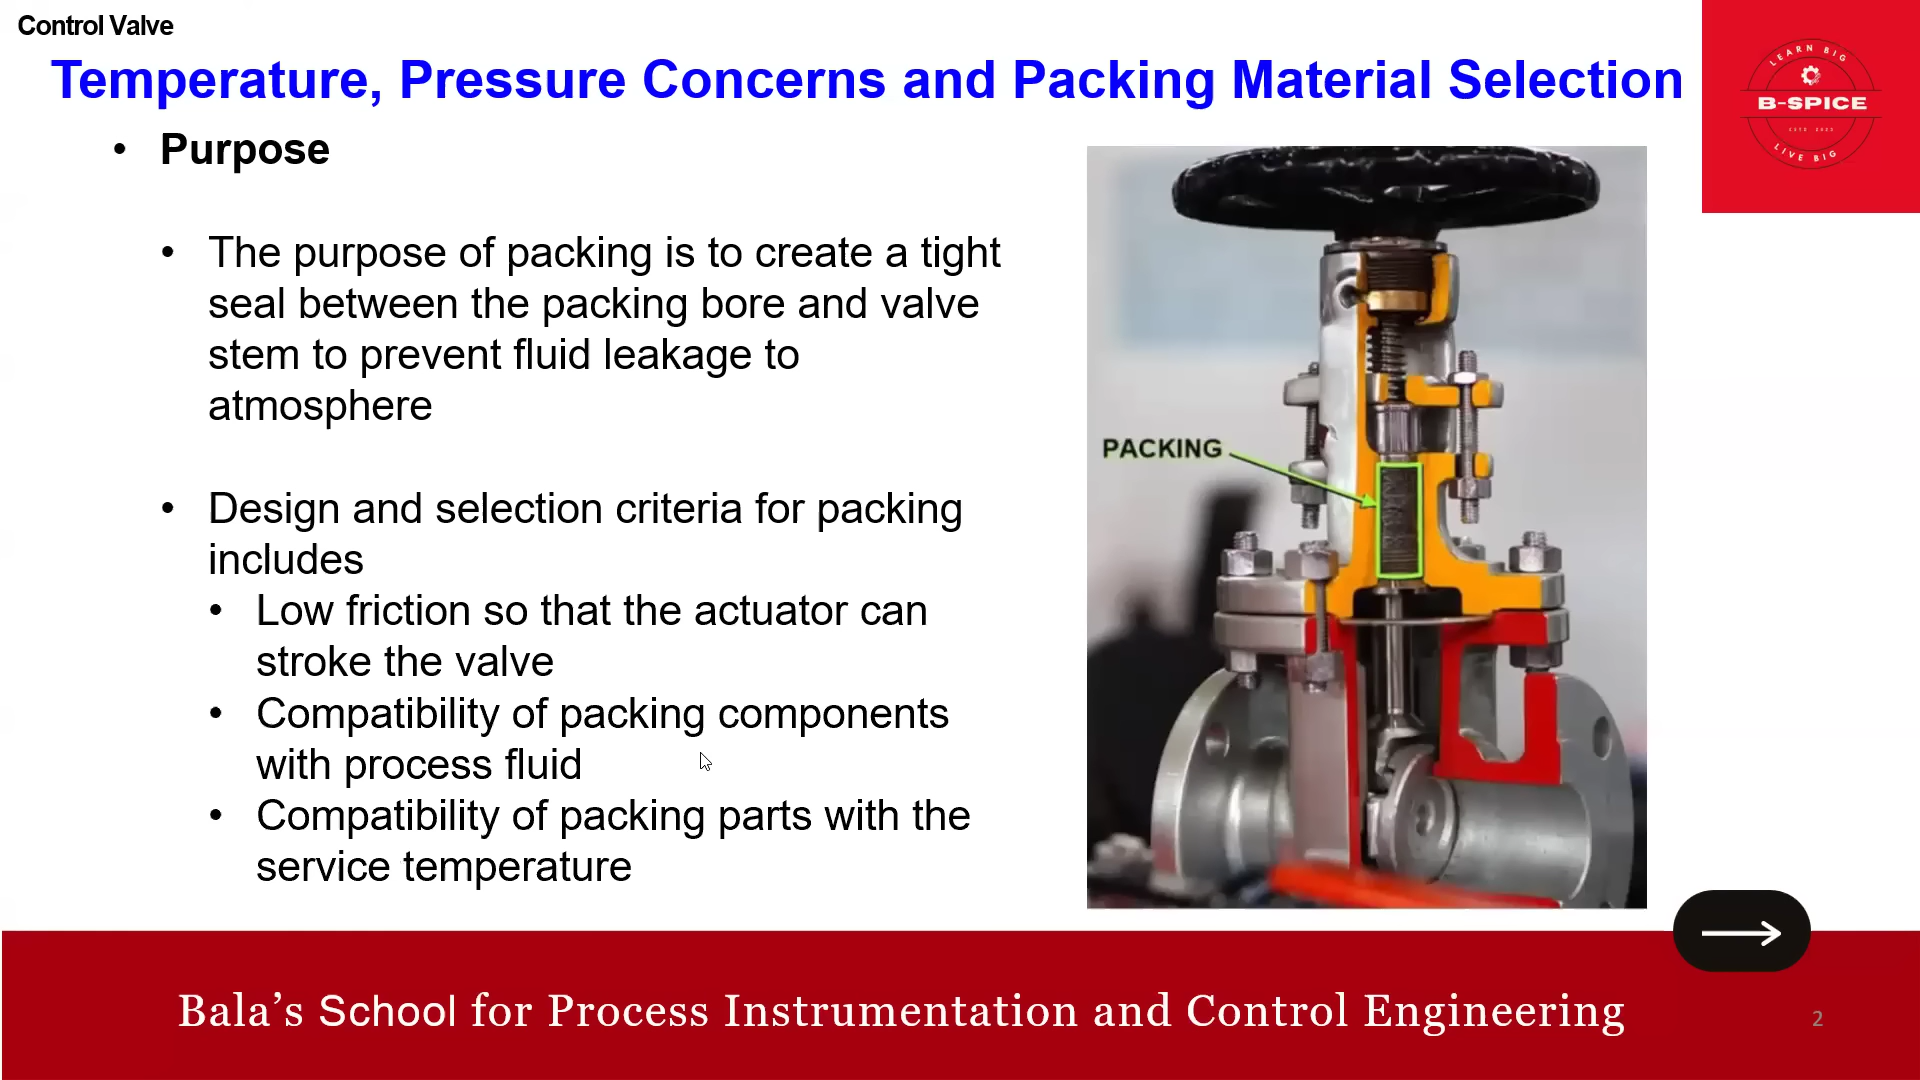 Control Valve
Temperature, Pressure Concerns and Packing Material Selection
LEARN BIG
B-SPICE
ESTD 2023
LIVE BIG
• Purpose
• The purpose of packing is to create a tight
seal between the packing bore and valve
stem to prevent fluid leakage to
atmosphere
• Design and selection criteria for packing
includes
• Low friction so that the actuator can
stroke the valve
• Compatibility of packing components
with process fluid
• Compatibility of packing parts with the
service temperature
PACKING
Bala’s School for Process Instrumentation and Control Engineering
2